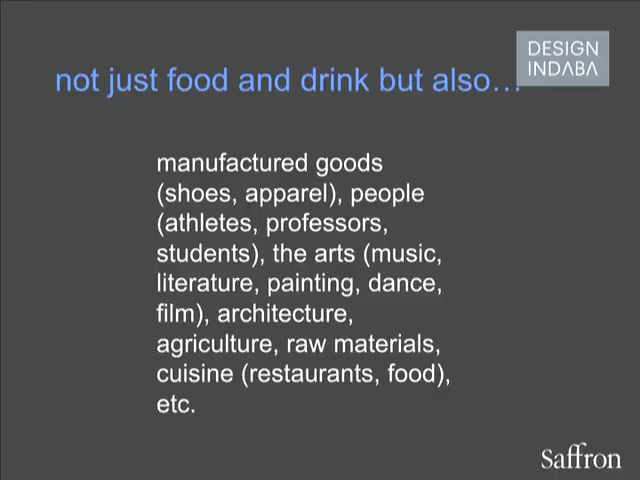 DESIGN
INDABA
not just food and drink but also…
manufactured goods
(shoes, apparel), people
(athletes, professors,
students), the arts (music,
literature, painting, dance,
film), architecture,
agriculture, raw materials,
cuisine (restaurants, food),
etc.
Saffron